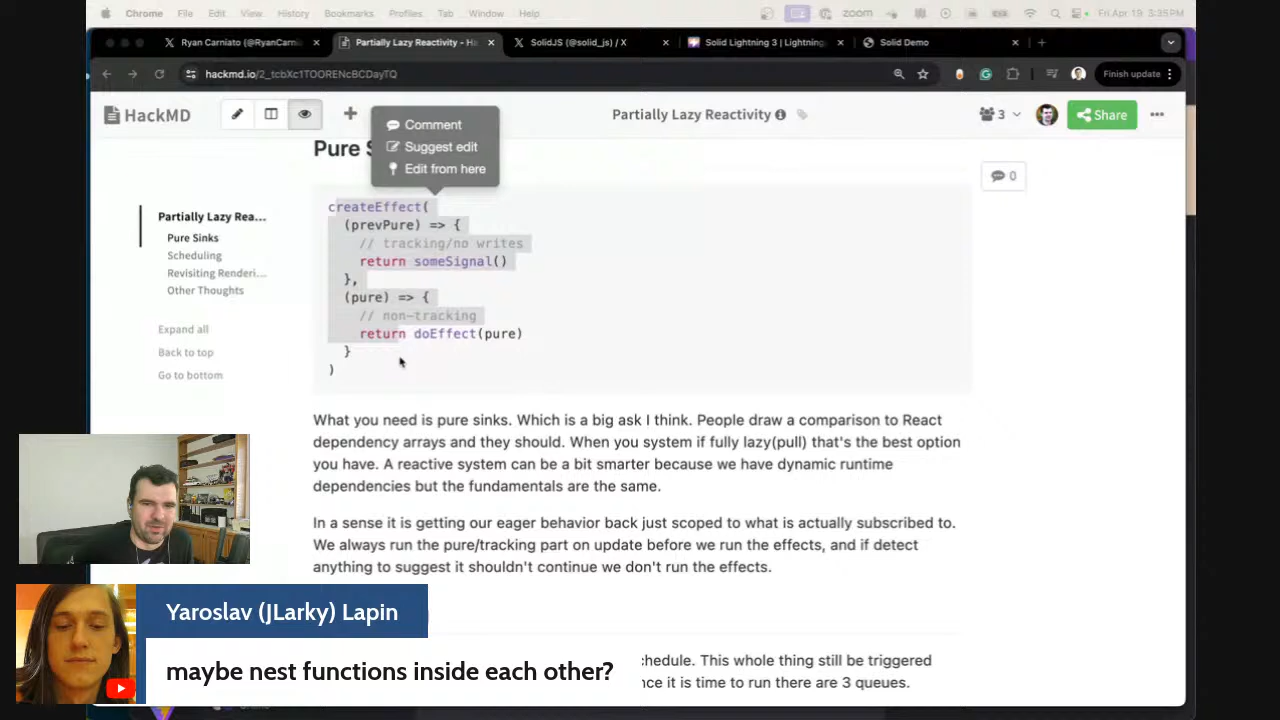 Chrome File Edit View History Bookmarks Profiles Tab Window Help zoom Fri Apr 19 3:35PM
Ryan Carniato (@RyanCarni
Partially Lazy Reactivity - Ha
SolidJS (@solid_js) / X
Solid Lightning 3 | Lightning
Solid Demo
hackmd.io/2_tcbXc1TOORENcBCDayTQ
Finish update
HackMD
Partially Lazy Reactivity
3
Share
Comment
Suggest edit
Edit from here
0
Pure S
Partially Lazy Rea...
Pure Sinks
Scheduling
Revisiting Renderi...
Other Thoughts
Expand all
Back to top
Go to bottom
createEffect(
(prevPure) => {
// tracking/no writes
return someSignal()
},
(pure) => {
// non-tracking
return doEffect(pure)
}
)
What you need is pure sinks. Which is a big ask I think. People draw a comparison to React
dependency arrays and they should. When you system if fully lazy(pull) that's the best option
you have. A reactive system can be a bit smarter because we have dynamic runtime
dependencies but the fundamentals are the same.
In a sense it is getting our eager behavior back just scoped to what is actually subscribed to.
We always run the pure/tracking part on update before we run the effects, and if detect
anything to suggest it shouldn't continue we don't run the effects.
hedule. This whole thing still be triggered
nce it is time to run there are 3 queues.
Yaroslav (JLarky) Lapin
maybe nest functions inside each other?